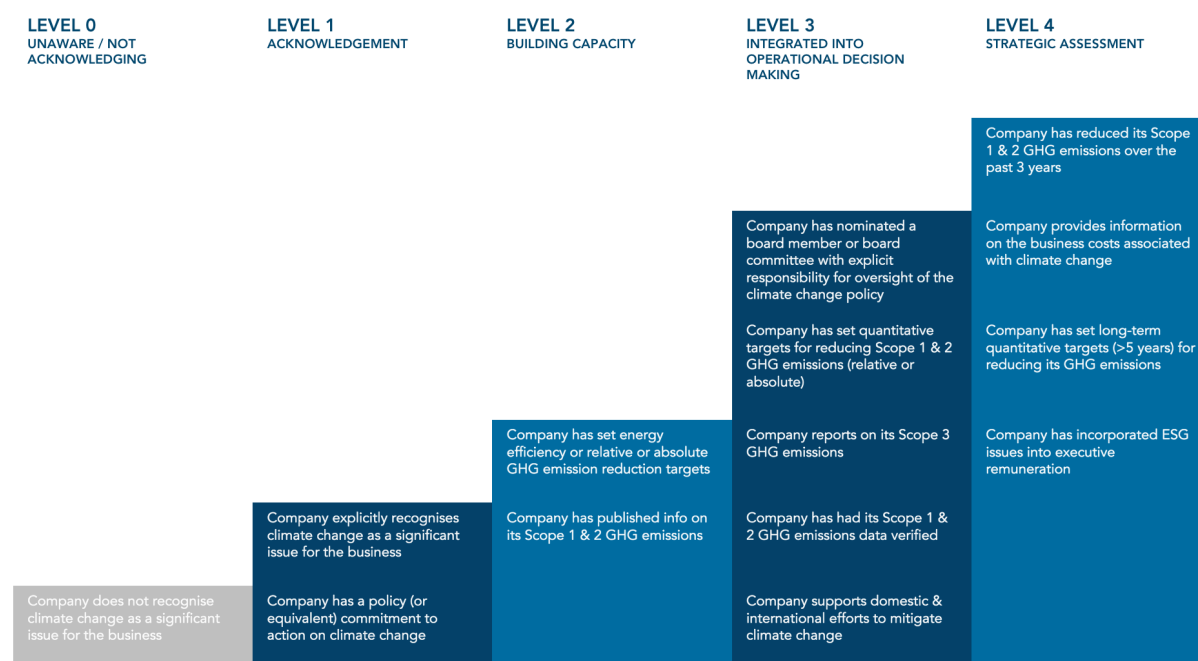 LEVEL 0
UNAWARE / NOT
ACKNOWLEDGING
Company does not recognise
climate change as a significant
issue for the business
LEVEL 1
ACKNOWLEDGEMENT
Company explicitly recognises
climate change as a significant
issue for the business
Company has a policy (or
equivalent) commitment to
action on climate change
LEVEL 2
BUILDING CAPACITY
Company has set energy
efficiency or relative or absolute
GHG emission reduction targets
Company has published info on
its Scope 1 & 2 GHG emissions
LEVEL 3
INTEGRATED INTO
OPERATIONAL DECISION
MAKING
Company has nominated a
board member or board
committee with explicit
responsibility for oversight of the
climate change policy
Company has set quantitative
targets for reducing Scope 1 & 2
GHG emissions (relative or
absolute)
Company reports on its Scope 3
GHG emissions
Company has had its Scope 1 &
2 GHG emissions data verified
Company supports domestic &
international efforts to mitigate
climate change
LEVEL 4
STRATEGIC ASSESSMENT
Company has reduced its Scope
1 & 2 GHG emissions over the
past 3 years
Company provides information
on the business costs associated
with climate change
Company has set long-term
quantitative targets (>5 years) for
reducing its GHG emissions
Company has incorporated ESG
issues into executive
remuneration